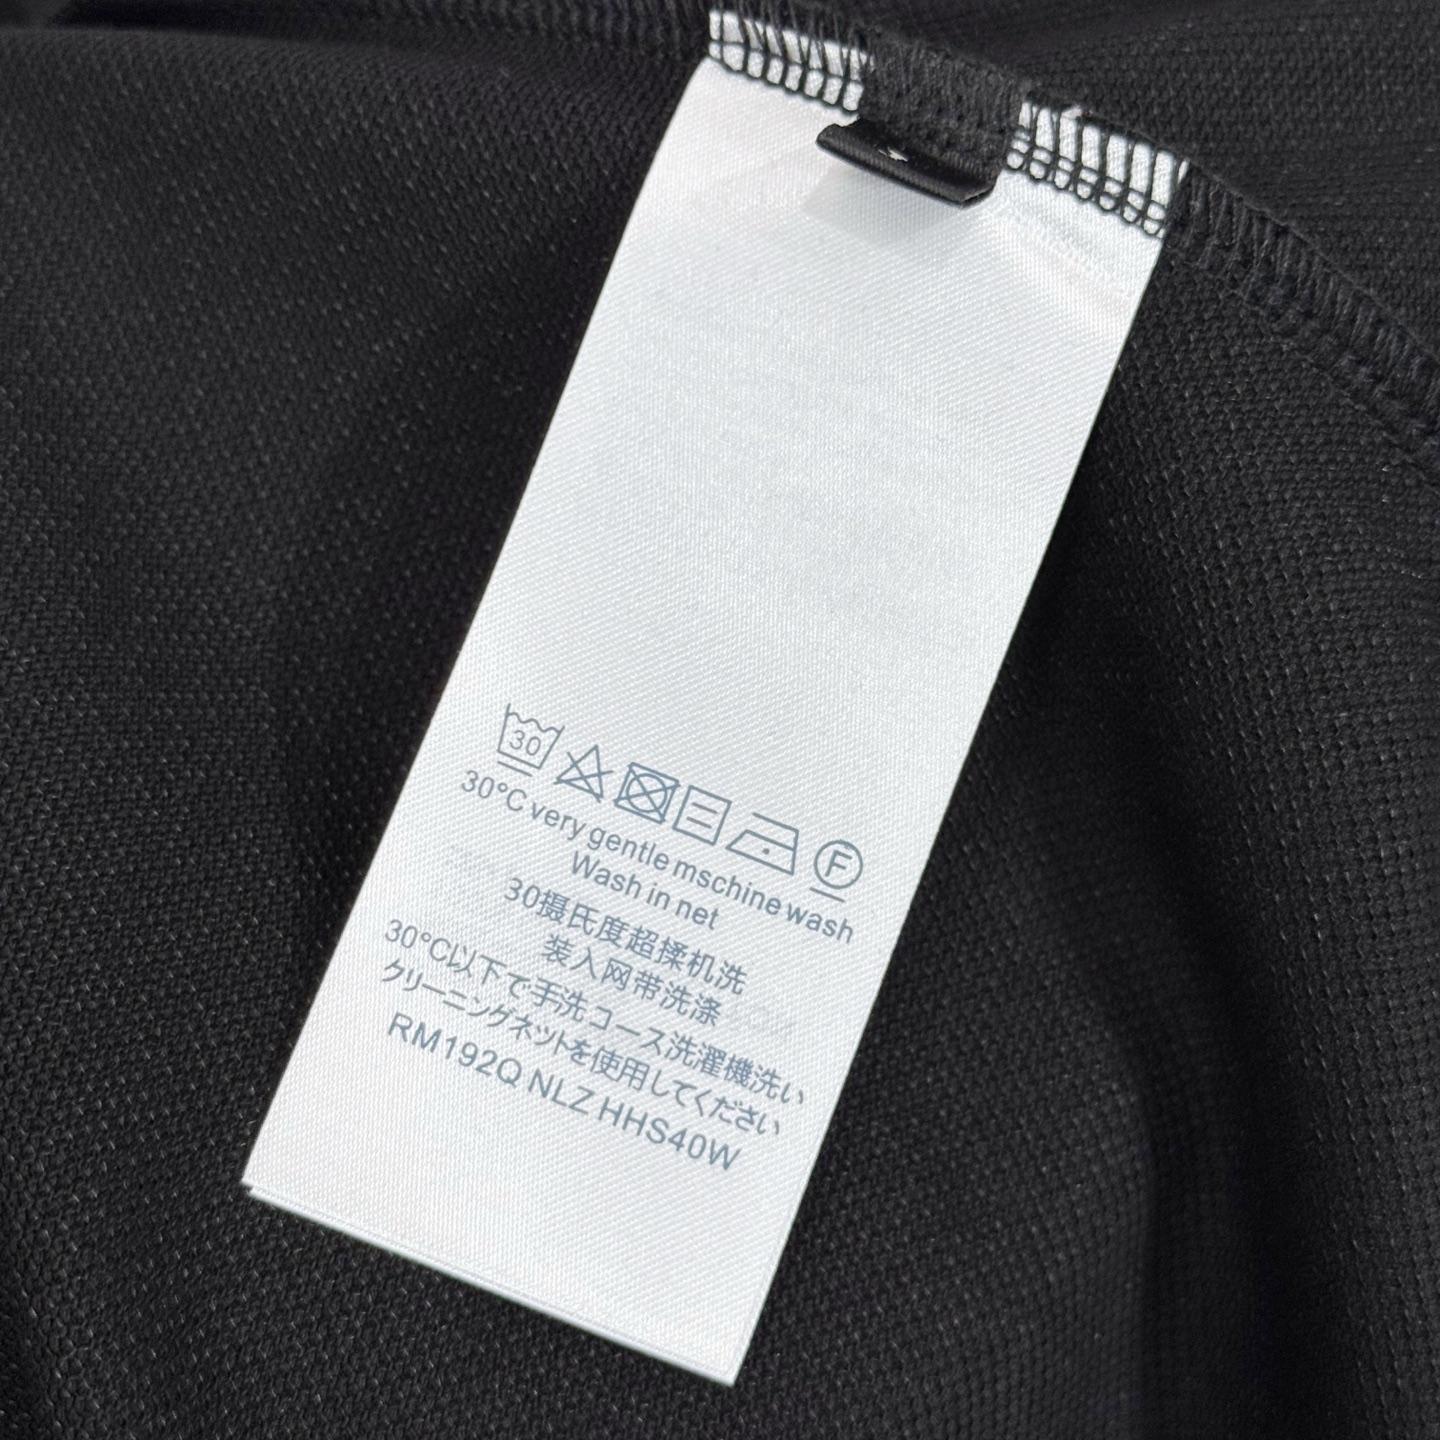 30
F
30°C very gentle mschine wash
Wash in net
30摄氏度超揉机洗
装入网带洗涤
30°C以下で手洗コース洗濯機洗い
クリーニングネットを使用してください
RM192Q NLZ HHS40W